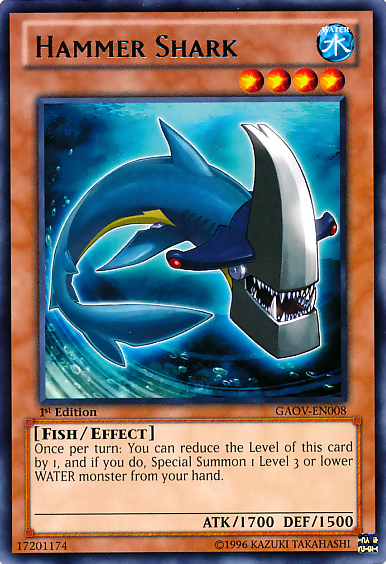 HAMMER SHARK
WATER
水
1st Edition
GAOV-EN008
[FISH/EFFECT]
Once per turn: You can reduce the Level of this card
by 1, and if you do, Special Summon 1 Level 3 or lower
WATER monster from your hand.
ATK/1700 DEF/1500
17201174
©1996 KAZUKI TAKAHASHI